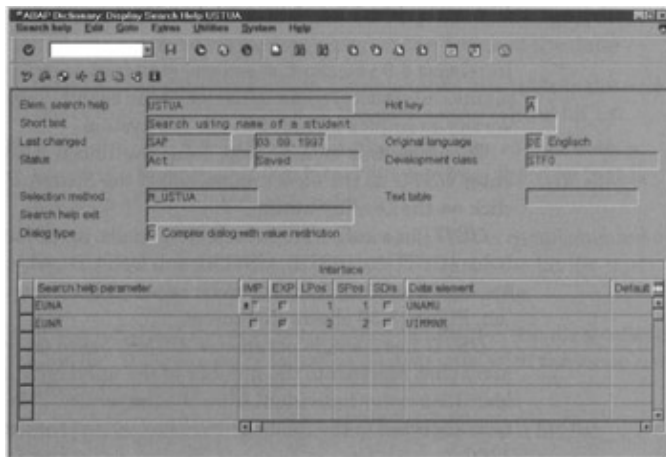 ABAP Dictionary: Display Search Help USTUA
Search help Edit Goto Extras Utilities System Help
Elem. search help USTUA Hot key A
Short text Search using name of a student
Last changed SAP 03.09.1997 Original language DE Englisch
Status Act. Saved Development class STFO
Selection method M_USTUA Text table
Search help exit
Dialog type C Complex dialog with value restriction
Interface
Search help parameter IMP EXP LPos SPos SDis Data element Default
EUNA 1 1 UNAMU
EUNR 2 2